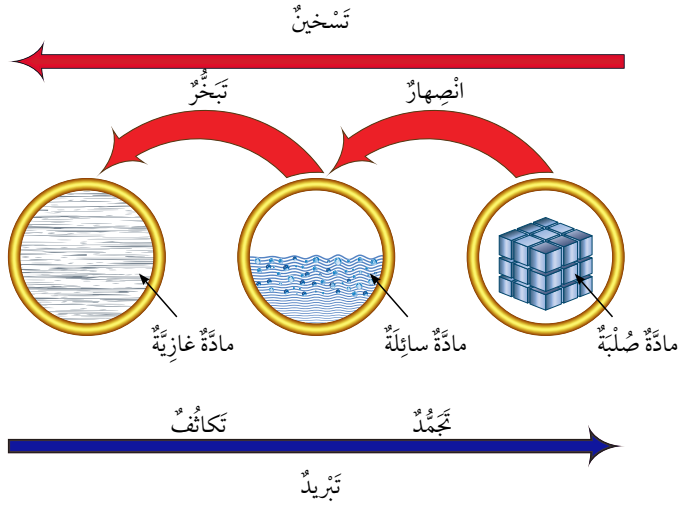 تَسْخينٌ
انْصِهارٌ
تَبَخُّرٌ
مادَّةٌ صُلْبَةٌ
مادَّةٌ سائِلَةٌ
مادَّةٌ غازِيَّةٌ
تَجَمُّدٌ
تَكاثُفٌ
تَبْريدٌ